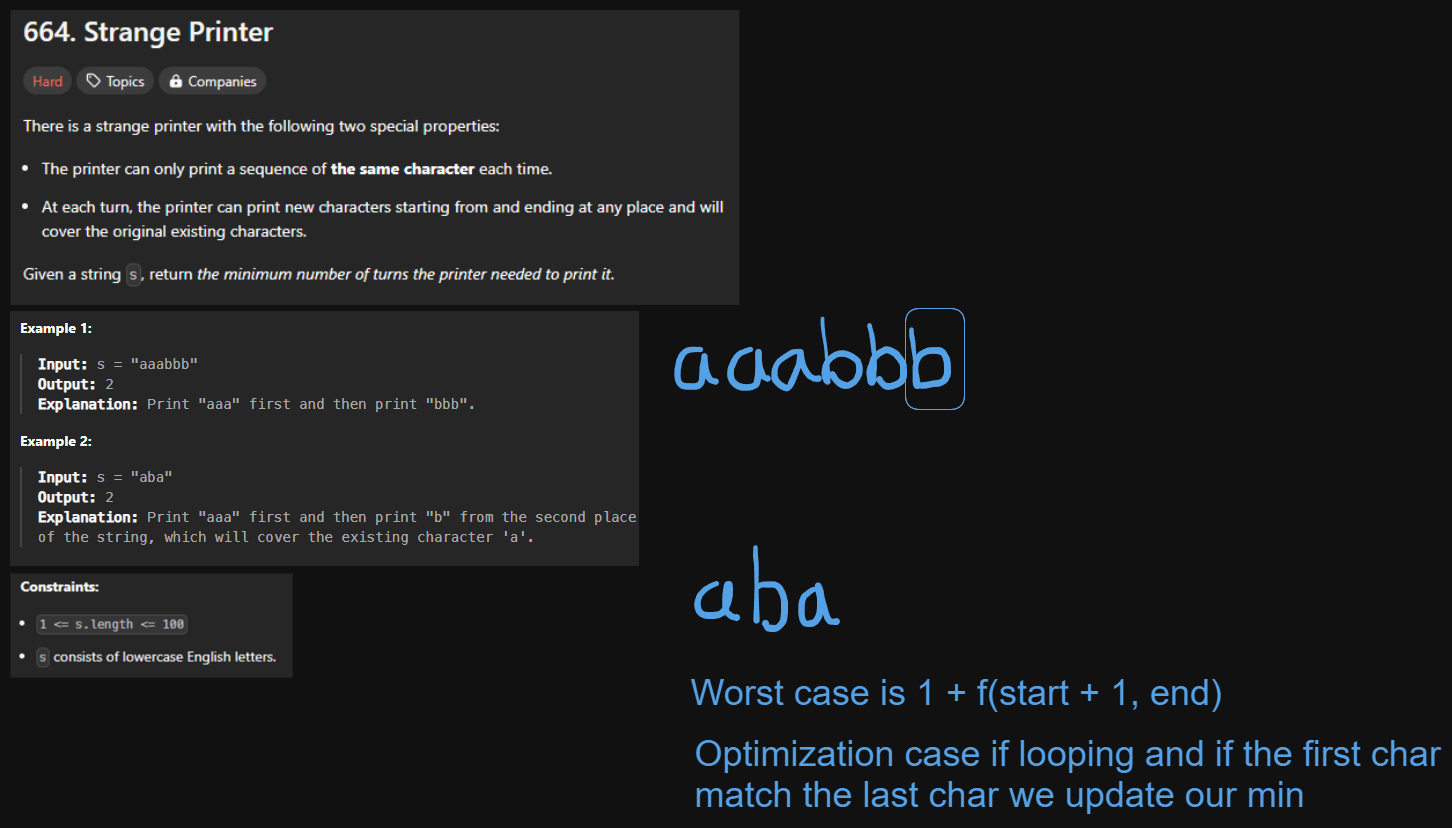 664. Strange Printer
Hard Topics Companies
There is a strange printer with the following two special properties:
• The printer can only print a sequence of the same character each time.
• At each turn, the printer can print new characters starting from and ending at any place and will
cover the original existing characters.
Given a string s, return the minimum number of turns the printer needed to print it.
Example 1:
Input: s = "aaabbb"
Output: 2
Explanation: Print "aaa" first and then print "bbb".
Example 2:
Input: s = "aba"
Output: 2
Explanation: Print "aaa" first and then print "b" from the second place
of the string, which will cover the existing character 'a'.
Constraints:
• 1 <= s.length <= 100
• s consists of lowercase English letters.
aaabbb
aba
Worst case is 1 + f(start + 1, end)
Optimization case if looping and if the first char
match the last char we update our min